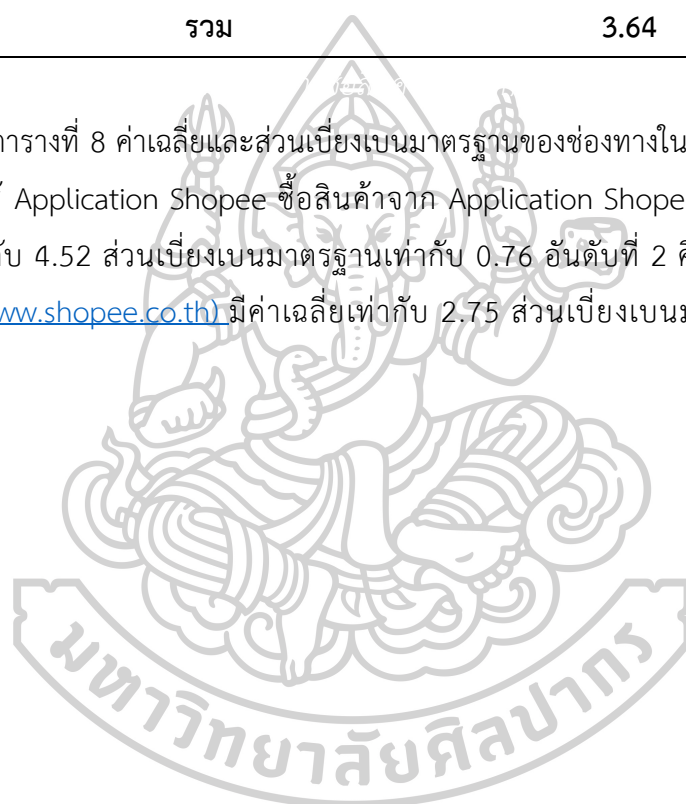 รวม 3.64
ตารางที่ 8 ค่าเฉลี่ยและส่วนเบี่ยงเบนมาตรฐานของช่องทางใน
Application Shopee ซื้อสินค้าจาก Application
4.52 ส่วนเบี่ยงเบนมาตรฐานเท่ากับ 0.76 อันดับที่ 2
ww.shopee.co.th) มีค่าเฉลี่ยเท่ากับ 2.75 ส่วนเบี่ยงเบน
มหาวิทยาลัยศิลปากร